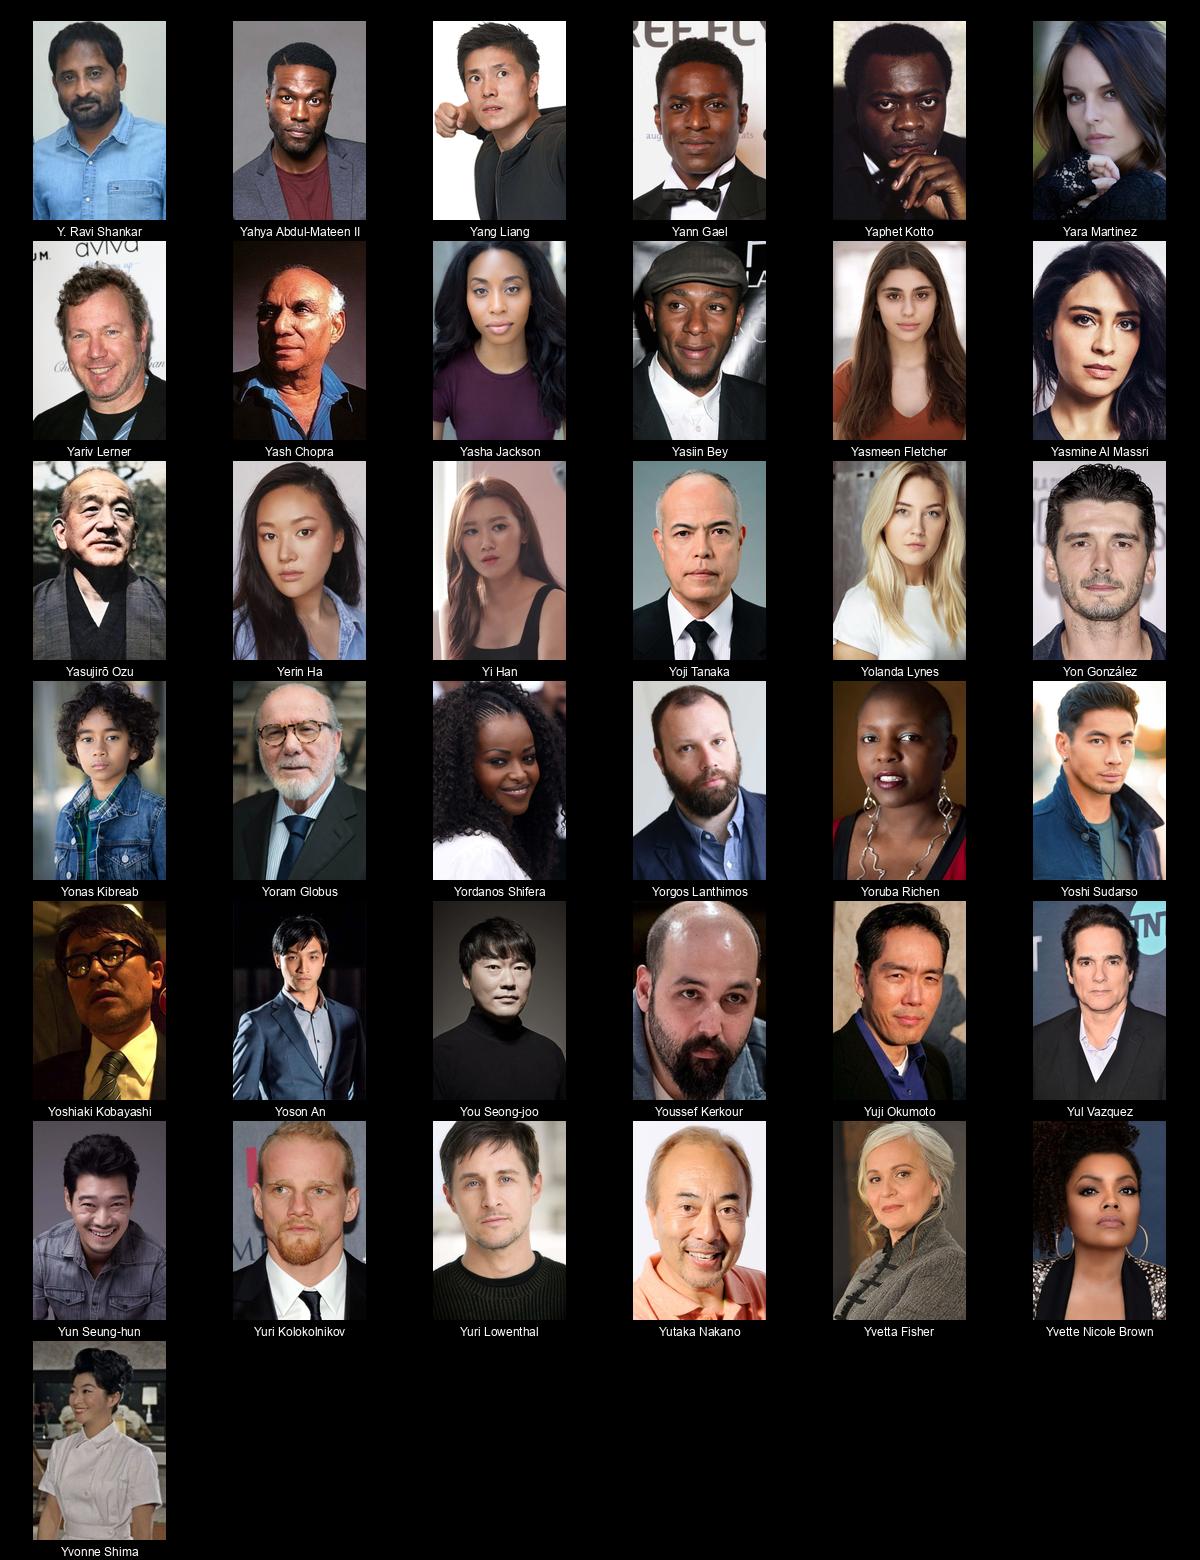 REE FLY
Y. Ravi Shankar
Yahya Abdul-Mateen II
Yang Liang
Yann Gael
Yaphet Kotto
Yara Martinez
aviva
Yariv Lerner
Yash Chopra
Yasha Jackson
Yasiin Bey
Yasmeen Fletcher
Yasmine Al Massri
Yasujirō Ozu
Yerin Ha
Yi Han
Yoji Tanaka
Yolanda Lynes
Yon González
Yonas Kibreab
Yoram Globus
Yordanos Shifera
Yorgos Lanthimos
Yoruba Richen
Yoshi Sudarso
TNT
Yoshiaki Kobayashi
Yoson An
You Seong-joo
Youssef Kerkour
Yuji Okumoto
Yul Vazquez
Yun Seung-hun
Yuri Kolokolnikov
Yuri Lowenthal
Yutaka Nakano
Yvetta Fisher
Yvette Nicole Brown
Yvonne Shima